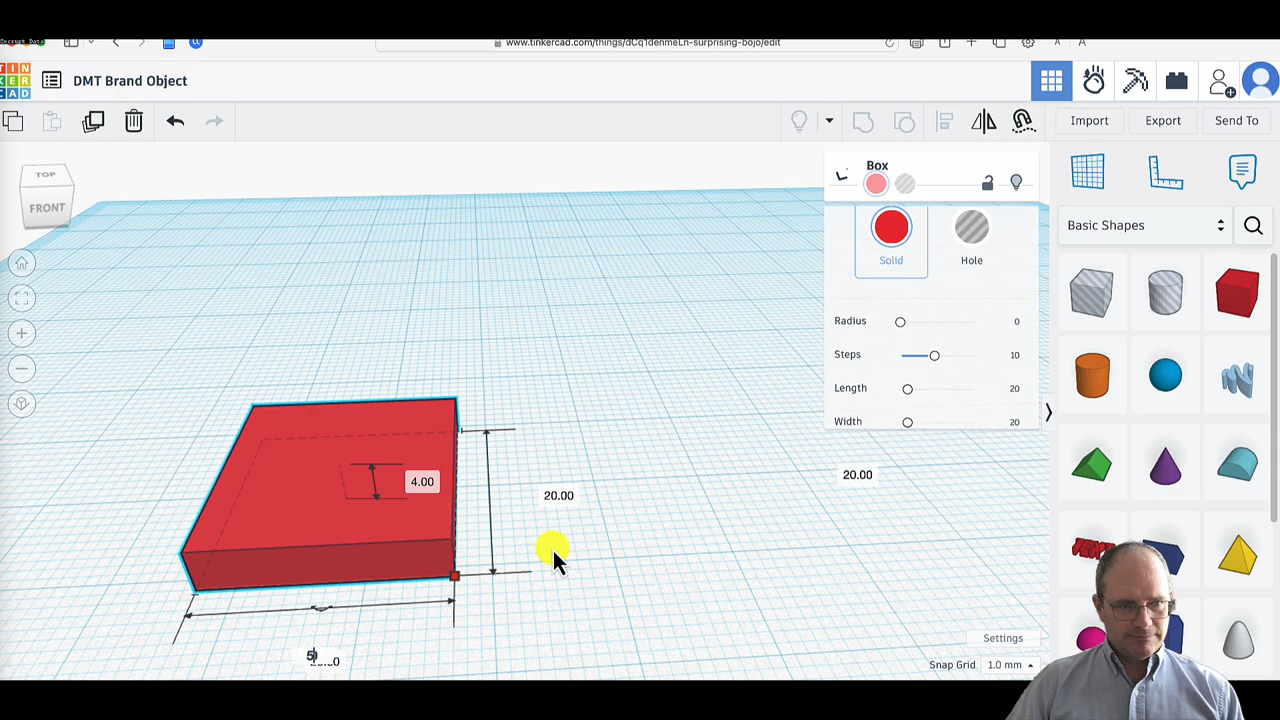 Corrupt Data
www.tinkercad.com/things/dCq1denmeLn-surprising-bojo/edit
A A
TIN
KER
CAD
DMT Brand Object
Import
Export
Send To
TOP
FRONT
Box
Solid
Hole
Radius 0
Steps 10
Length 20
Width 20
Basic Shapes
4.00
20.00
20.00
Settings
Snap Grid 1.0 mm